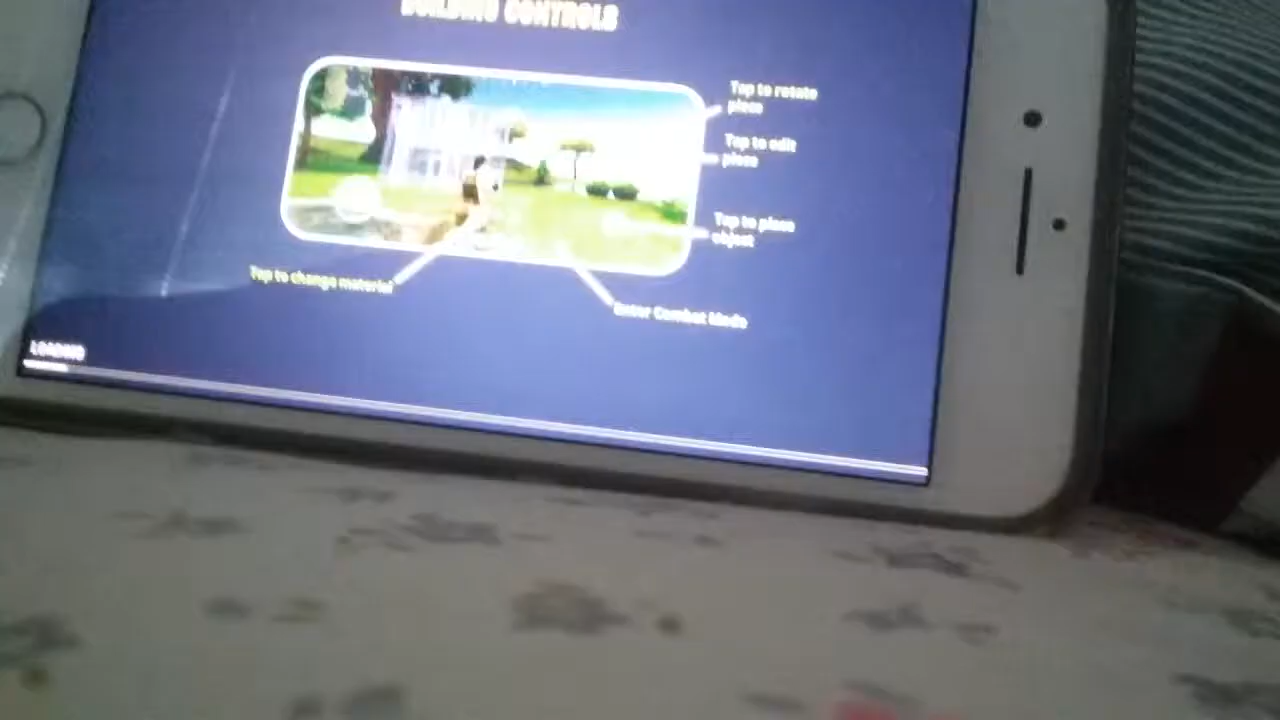 BUILDING CONTROLS
Tap to rotate
piece
Tap to edit
piece
Tap to place
object
Tap to change material
Enter Combat Mode
LOADING